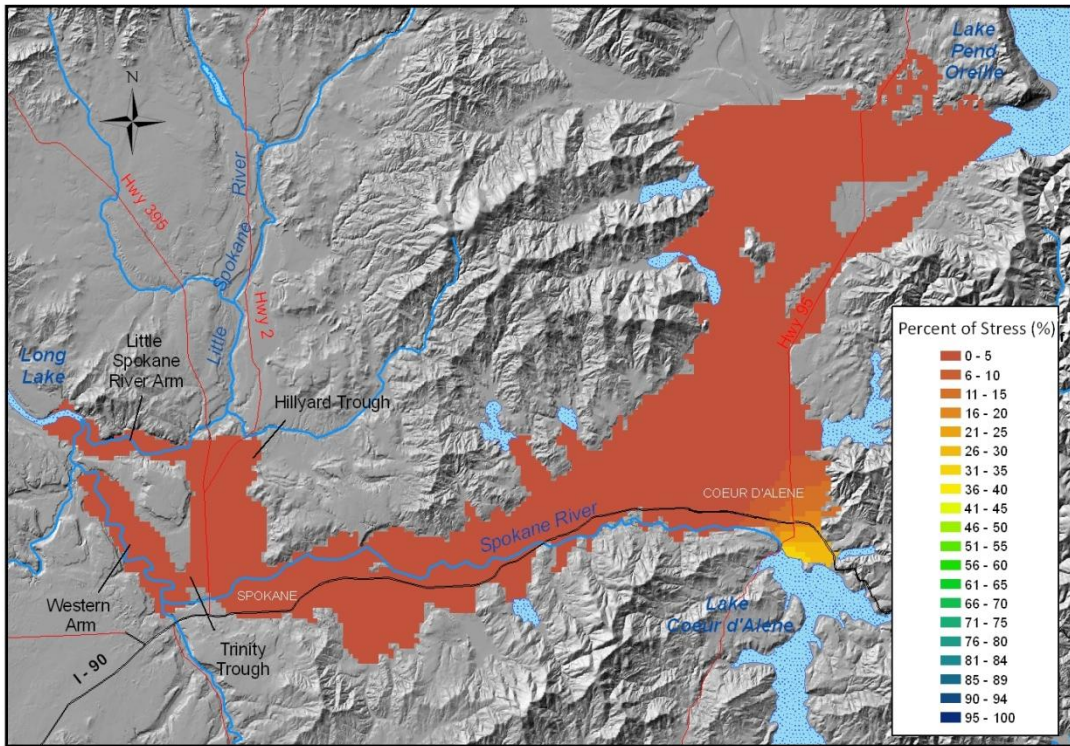 Lake
Pend
Oreille
N
Hwy 395
Little Spokane River
Hwy 2
Hwy 95
Long
Lake
Little
Spokane
River Arm
Hillyard Trough
COEUR D'ALENE
Spokane River
SPOKANE
Western
Arm
Trinity
Trough
I - 90
Lake
Coeur d'Alene
Percent of Stress (%)
0 - 5
6 - 10
11 - 15
16 - 20
21 - 25
26 - 30
31 - 35
36 - 40
41 - 45
46 - 50
51 - 55
56 - 60
61 - 65
66 - 70
71 - 75
76 - 80
81 - 84
85 - 89
90 - 94
95 - 100